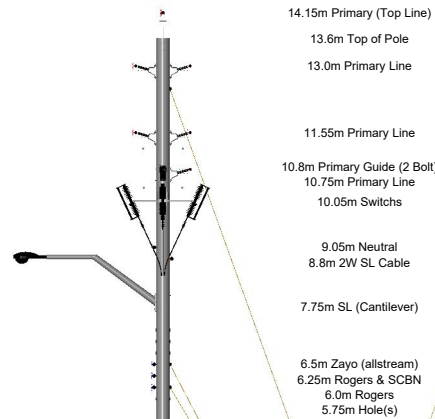 14.15m Primary (Top Line)
13.6m Top of Pole
13.0m Primary Line
11.55m Primary Line
10.8m Primary Guide (2 Bolt)
10.75m Primary Line
10.05m Switchs
9.05m Neutral
8.8m 2W SL Cable
7.75m SL (Cantilever)
6.5m Zayo (allstream)
6.25m Rogers & SCBN
6.0m Rogers
5.75m Hole(s)